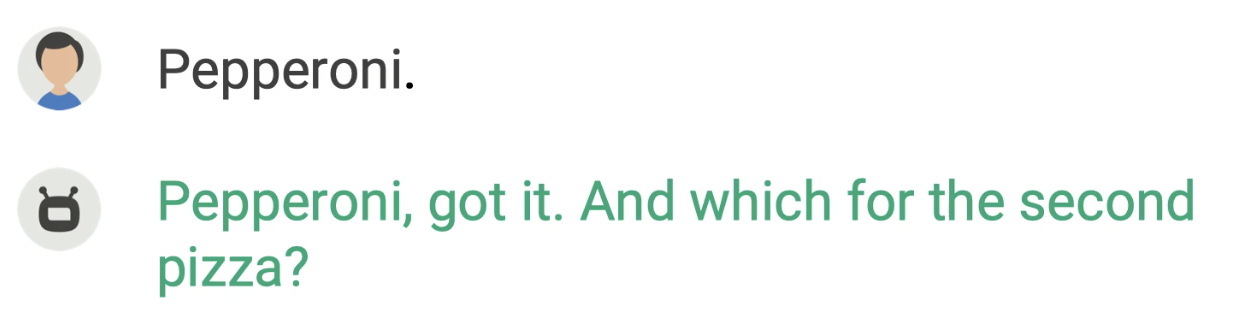 Pepperoni.
Pepperoni, got it. And which for the second
pizza?